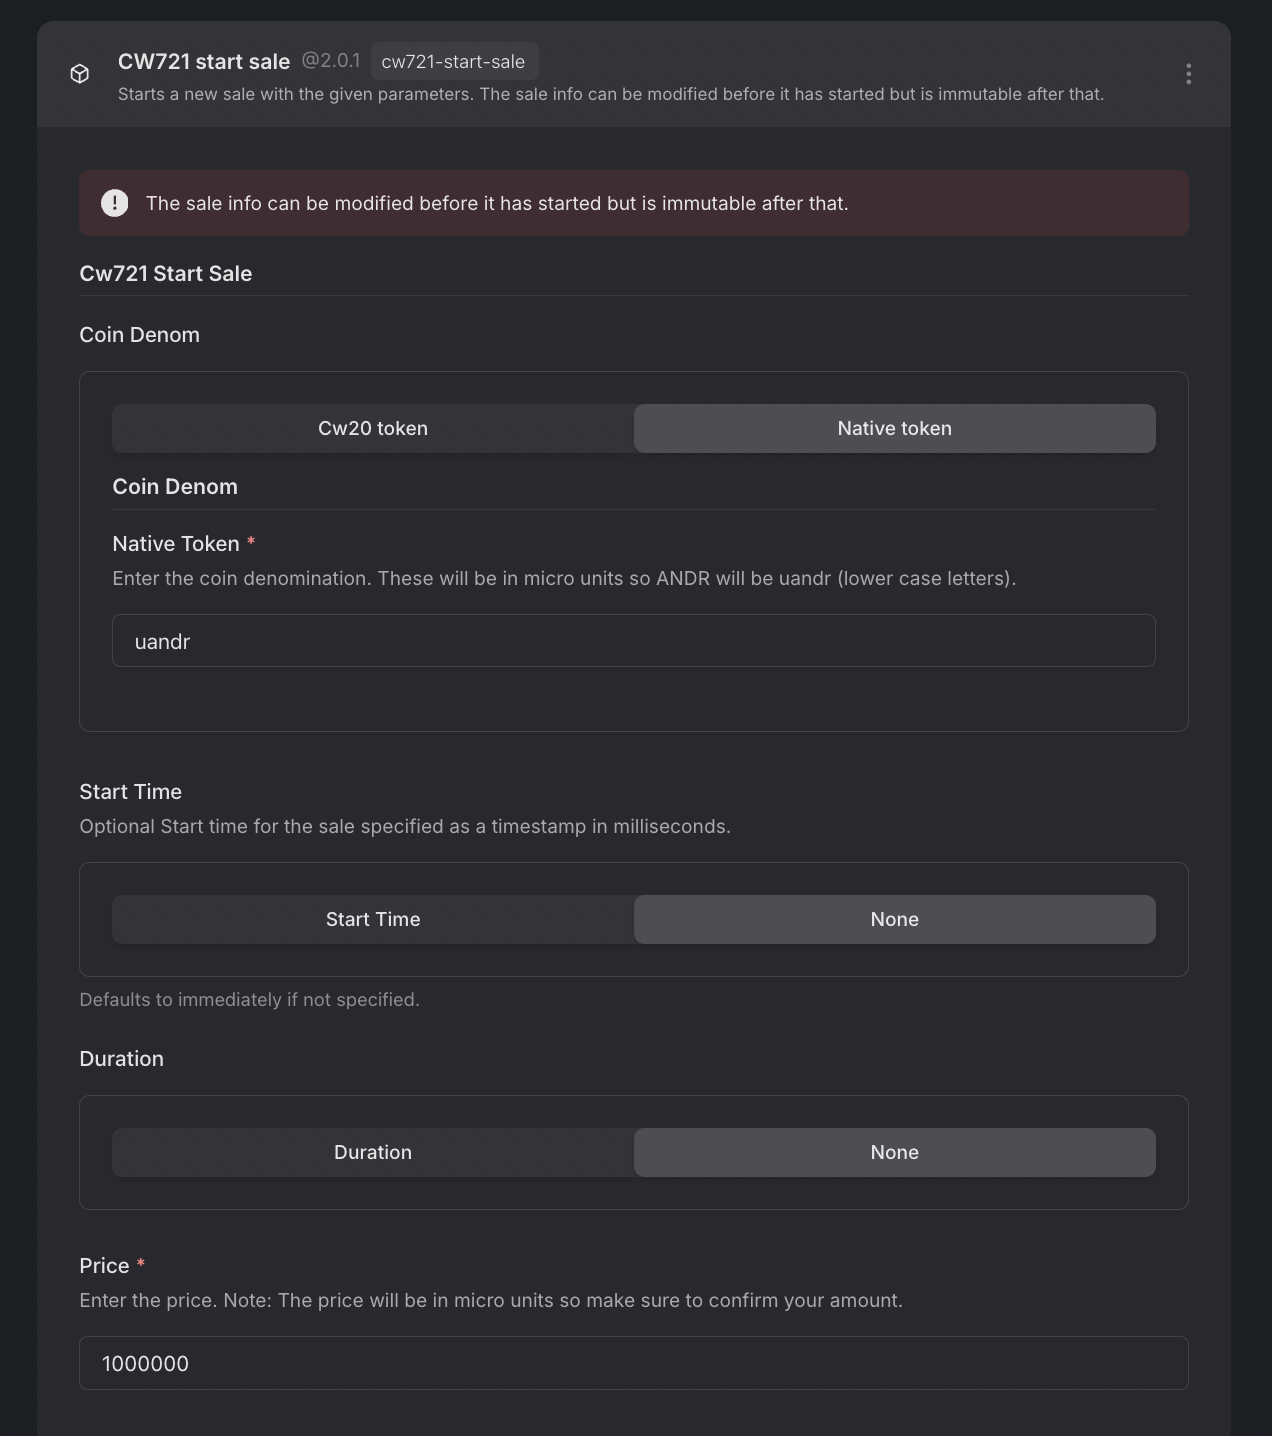 CW721 start sale @2.0.1 cw721-start-sale
Starts a new sale with the given parameters. The sale info can be modified before it has started but is immutable after that.
The sale info can be modified before it has started but is immutable after that.
Cw721 Start Sale
Coin Denom
Cw20 token Native token
Coin Denom
Native Token *
Enter the coin denomination. These will be in micro units so ANDR will be uandr (lower case letters).
uandr
Start Time
Optional Start time for the sale specified as a timestamp in milliseconds.
Start Time None
Defaults to immediately if not specified.
Duration
Duration None
Price *
Enter the price. Note: The price will be in micro units so make sure to confirm your amount.
1000000